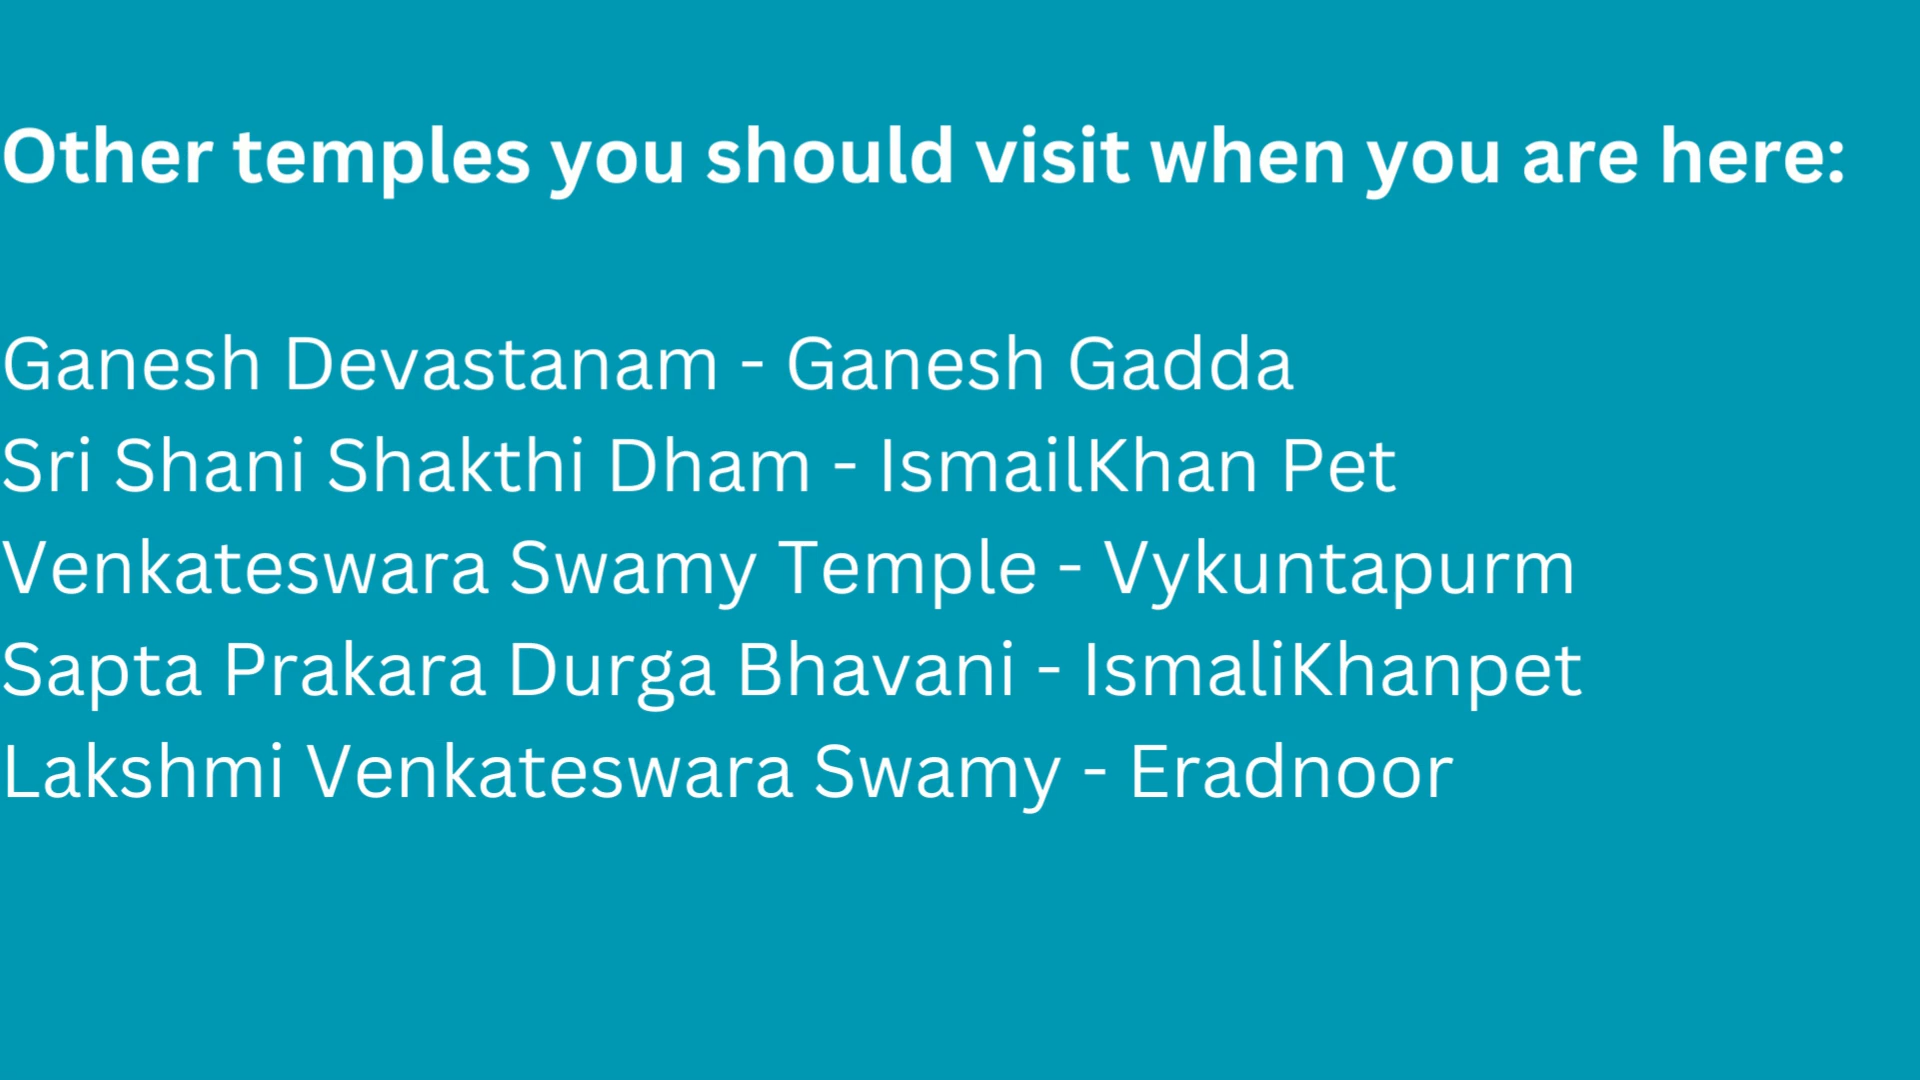 Other temples you should visit when you are here:
Ganesh Devastanam - Ganesh Gadda
Sri Shani Shakthi Dham - IsmailKhan Pet
Venkateswara Swamy Temple - Vykuntapurm
Sapta Prakara Durga Bhavani - IsmaliKhanpet
Lakshmi Venkateswara Swamy - Eradnoor